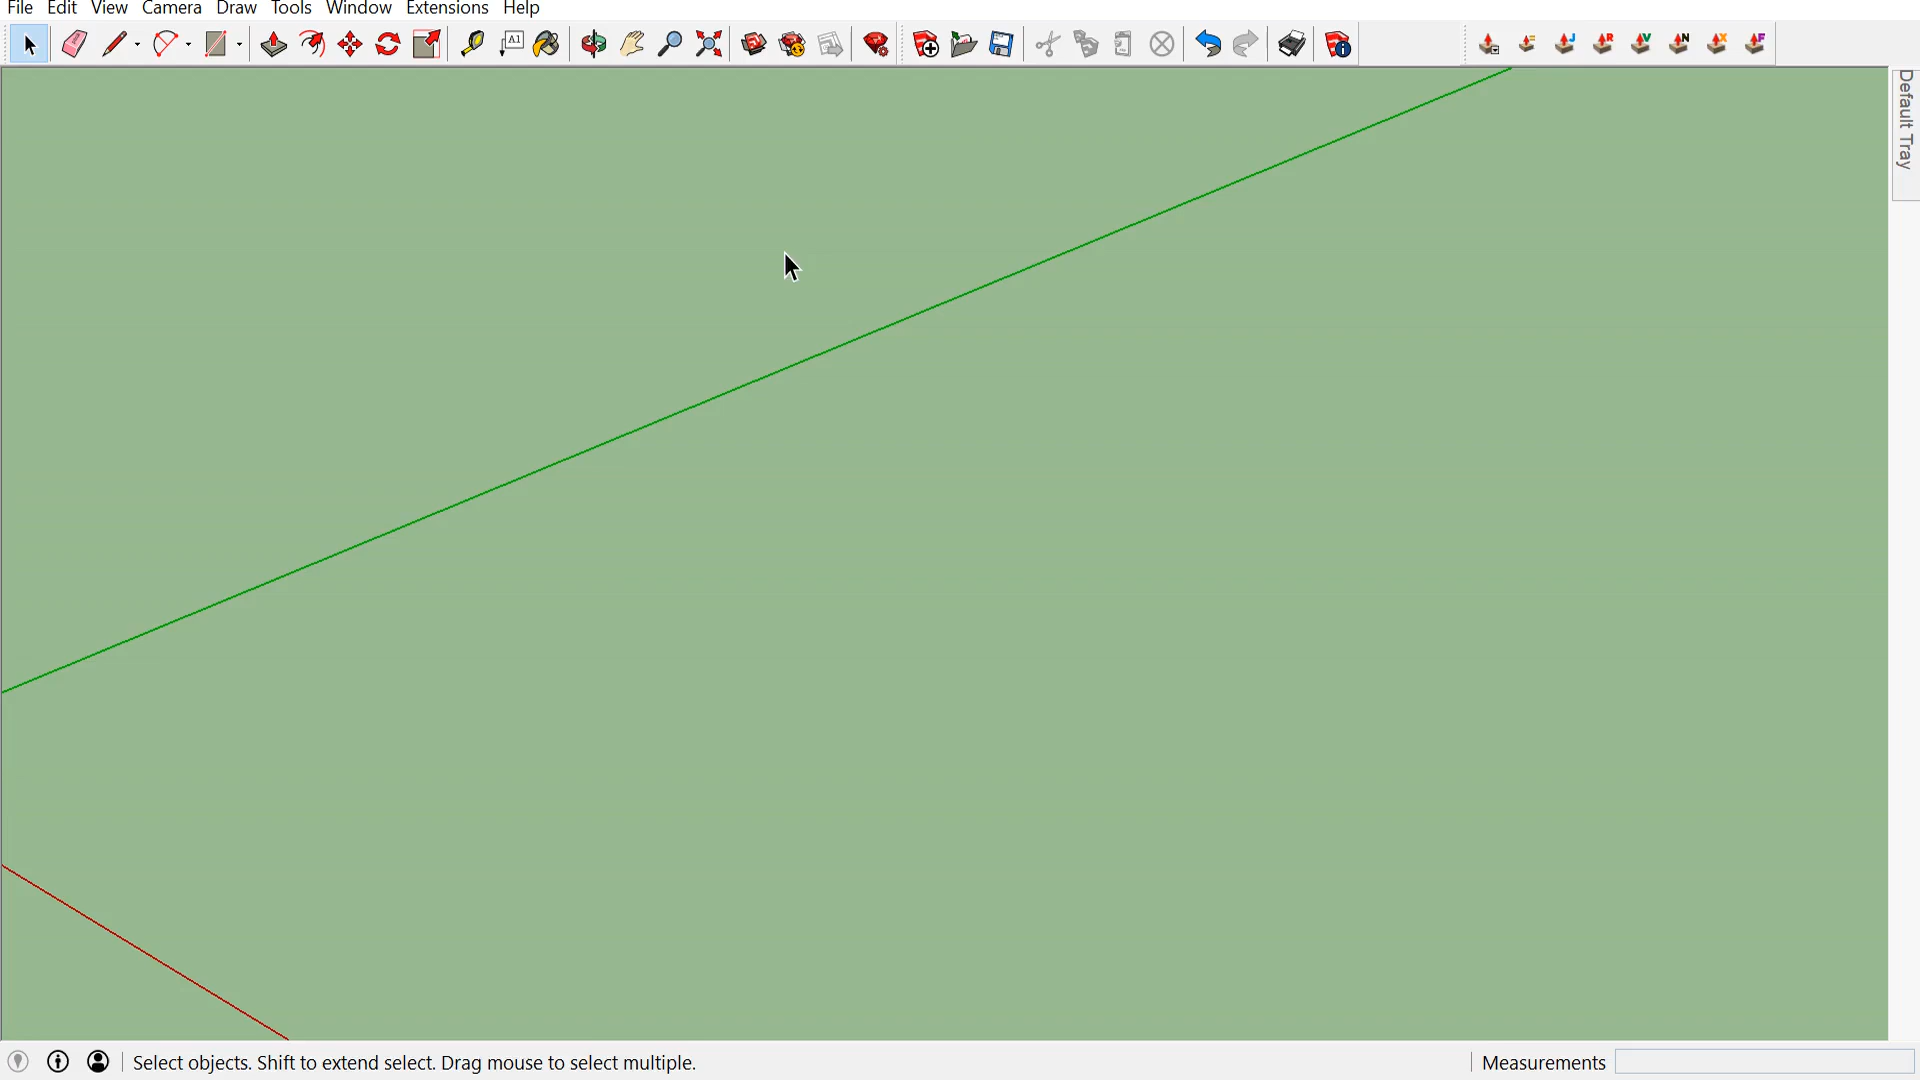 File Edit View Camera Draw Tools Window Extensions Help
A1
J R V N X F
Default Tray
Select objects. Shift to extend select. Drag mouse to select multiple.
Measurements